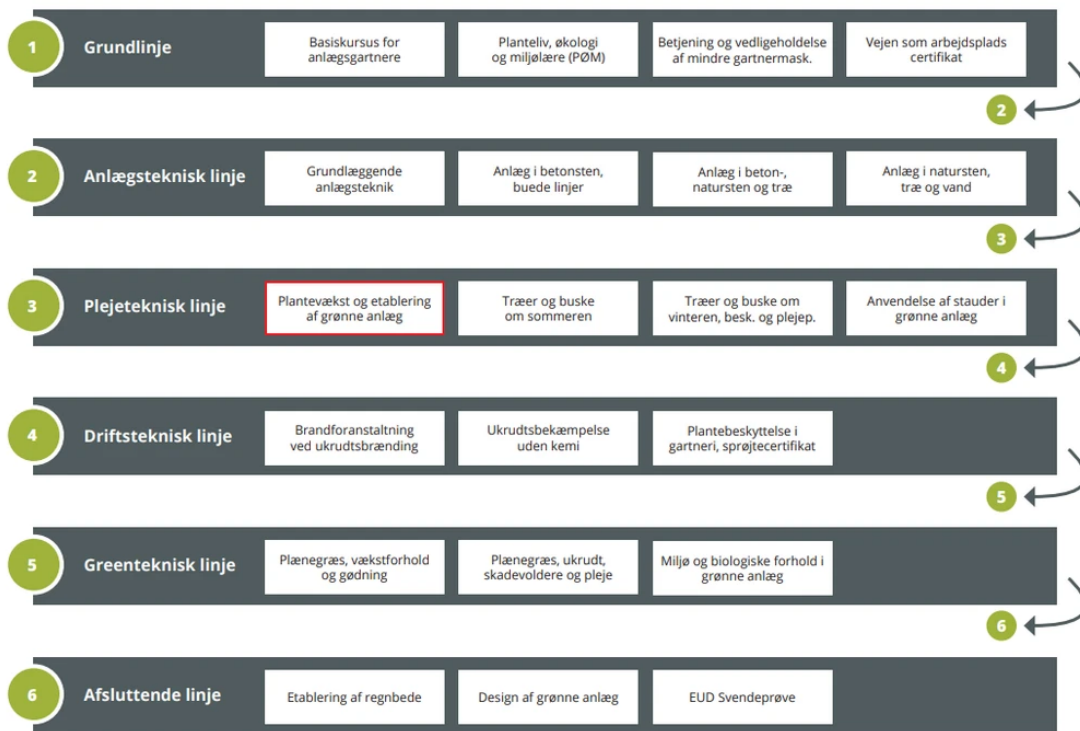 1
Grundlinje
Basiskursus for
anlægsgartnere
Planteliv, økologi
og miljølære (PØM)
Betjening og vedligeholdelse
af mindre gartnermask.
Vejen som arbejdsplads
certifikat
2
2
Anlægsteknisk linje
Grundlæggende
anlægsteknik
Anlæg i betonsten,
buede linjer
Anlæg i beton-,
natursten og træ
Anlæg i natursten,
træ og vand
3
3
Plejeteknisk linje
Plantevækst og etablering
af grønne anlæg
Træer og buske
om sommeren
Træer og buske om
vinteren, besk. og plejep.
Anvendelse af stauder i
grønne anlæg
4
4
Driftsteknisk linje
Brandforanstaltning
ved ukrudtsbrænding
Ukrudtsbekæmpelse
uden kemi
Plantebeskyttelse i
gartneri, sprøjtecertifikat
5
5
Greenteknisk linje
Plænegræs, vækstforhold
og gødning
Plænegræs, ukrudt,
skadevoldere og pleje
Miljø og biologiske forhold i
grønne anlæg
6
6
Afsluttende linje
Etablering af regnbede
Design af grønne anlæg
EUD Svendeprøve